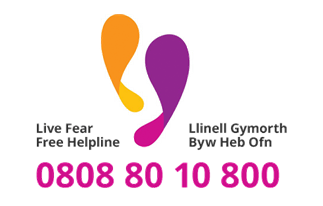 Live Fear
Free Helpline
Llinell Gymorth
Byw Heb Ofn
0808 80 10 800